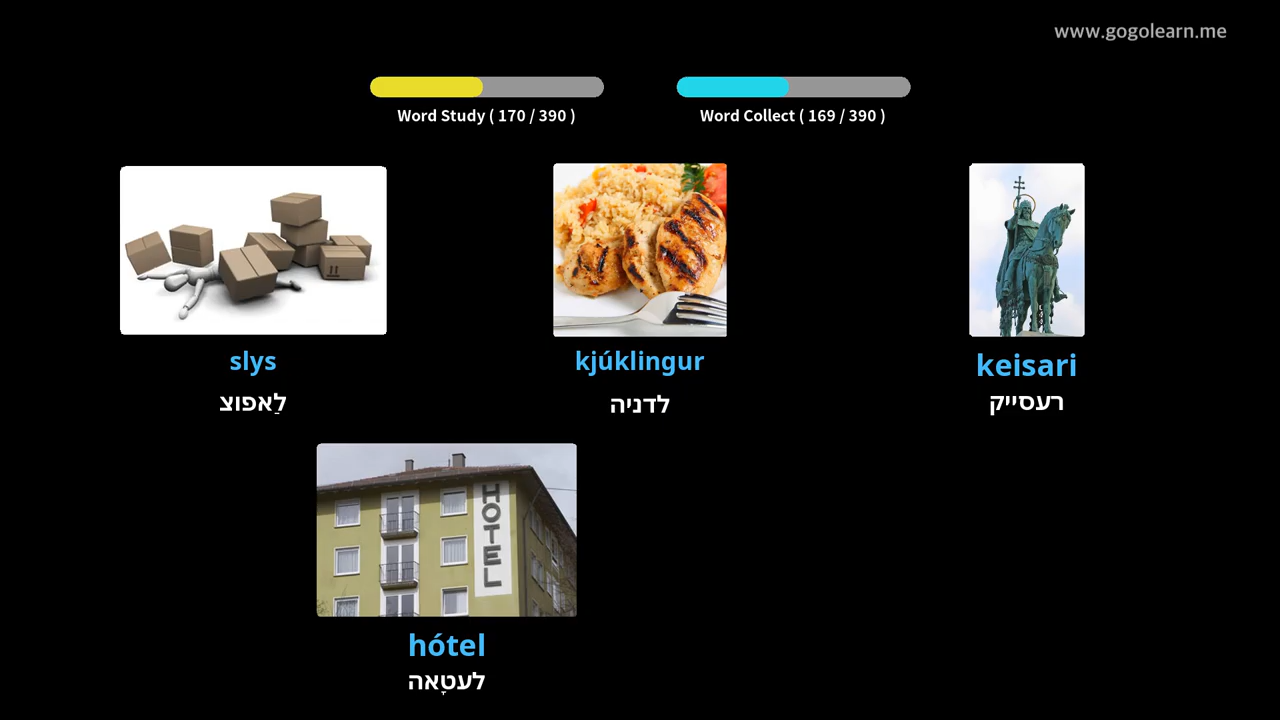 www.gogolearn.me
Word Study ( 170 / 390 )
Word Collect ( 169 / 390 )
slys
לַאפוצ
kjúklingur
לדניה
keisari
רעסייק
hótel
לעטָאה
HOTEL